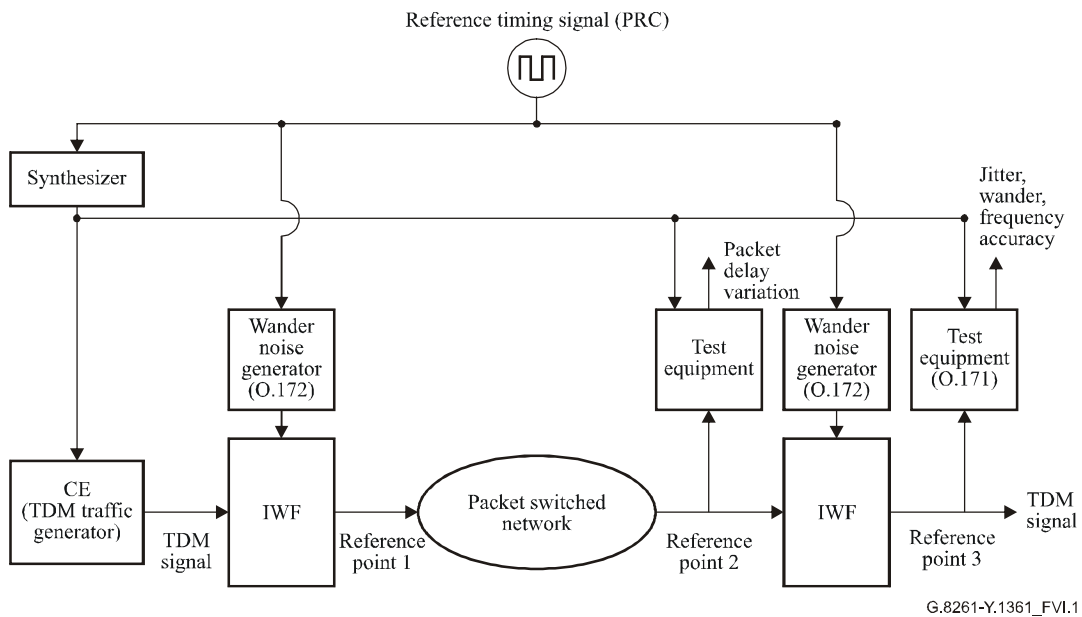 Reference timing signal (PRC)
Synthesizer
Jitter,
wander,
frequency
accuracy
Packet
delay
variation
Wander
noise
generator
(O.172)
Test
equipment
Wander
noise
generator
(O.172)
Test
equipment
(O.171)
CE
(TDM traffic
generator)
TDM
signal
IWF
Reference
point 1
Packet switched
network
Reference
point 2
IWF
Reference
point 3
TDM
signal
G.8261-Y.1361_FVI.1